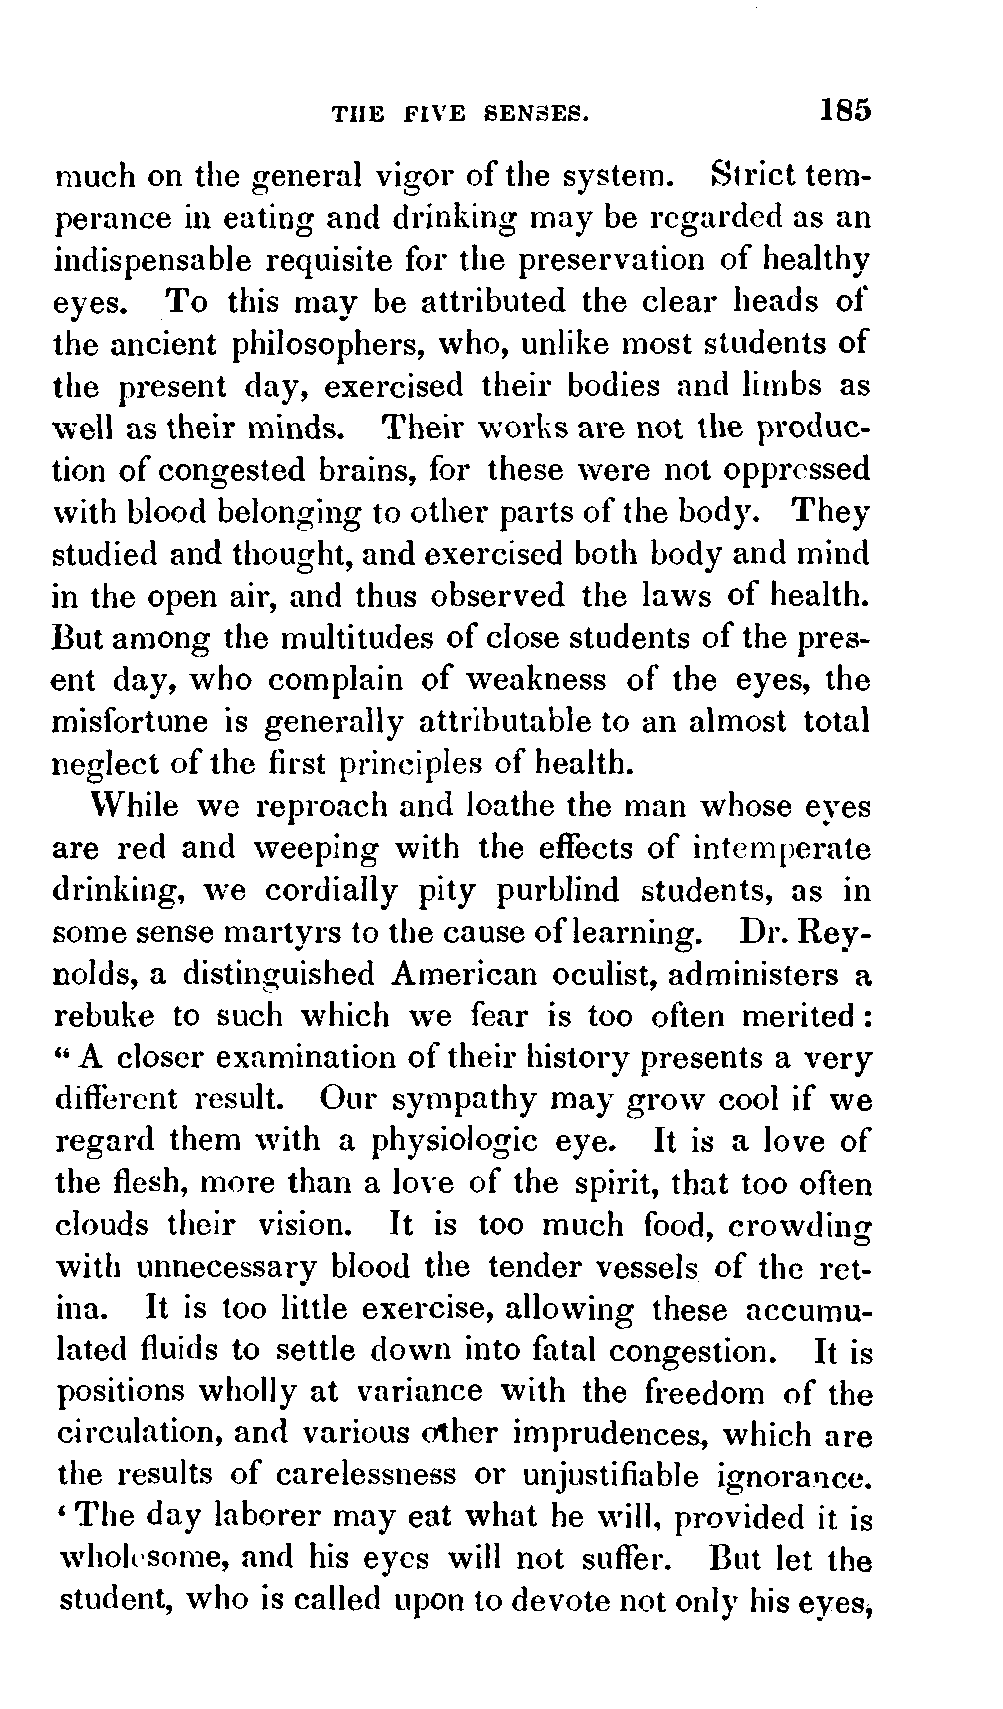 THE FIVE SENSES. 185
much on the general vigor of the system. Strict tem-
perance in eating and drinking may be regarded as an
indispensable requisite for the preservation of healthy
eyes. To this may be attributed the clear heads of
the ancient philosophers, who, unlike most students of
the present day, exercised their bodies and limbs as
well as their minds. Their works are not the produc-
tion of congested brains, for these were not oppressed
with blood belonging to other parts of the body. They
studied and thought, and exercised both body and mind
in the open air, and thus observed the laws of health.
But among the multitudes of close students of the pres-
ent day, who complain of weakness of the eyes, the
misfortune is generally attributable to an almost total
neglect of the first principles of health.
While we reproach and loathe the man whose eyes
are red and weeping with the effects of intemperate
drinking, we cordially pity purblind students, as in
some sense martyrs to the cause of learning. Dr. Rey-
nolds, a distinguished American oculist, administers a
rebuke to such which we fear is too often merited :
“ A closer examination of their history presents a very
different result. Our sympathy may grow cool if we
regard them with a physiologic eye. It is a love of
the flesh, more than a love of the spirit, that too often
clouds their vision. It is too much food, crowding
with unnecessary blood the tender vessels of the ret-
ina. It is too little exercise, allowing these accumu-
lated fluids to settle down into fatal congestion. It is
positions wholly at variance with the freedom of the
circulation, and various other imprudences, which are
the results of carelessness or unjustifiable ignorance.
‘ The day laborer may eat what he will, provided it is
wholesome, and his eyes will not suffer. But let the
student, who is called upon to devote not only his eyes,